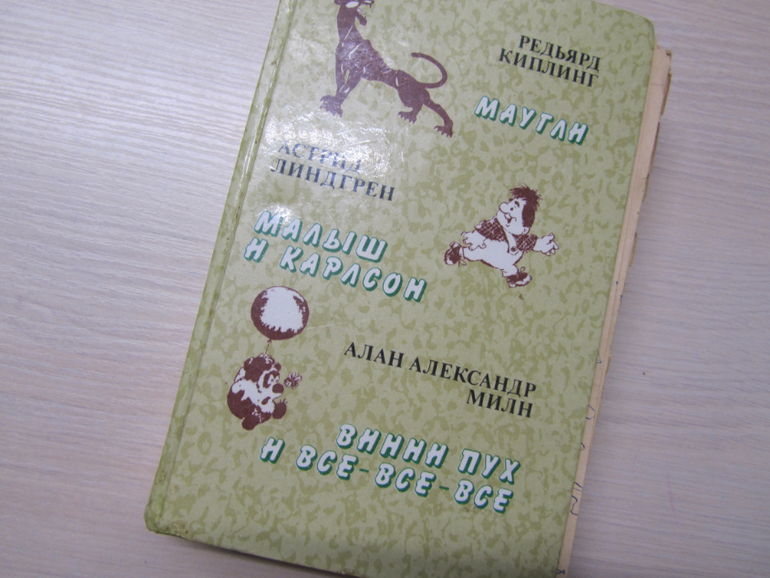 РЕДЬЯРД
КИПЛИНГ
МАУГЛИ
АСТРИД
ЛИНДГРЕН
МАЛЫШ
И КАРЛСОН
АЛАН АЛЕКСАНДР
МИЛН
ВИННИ ПУХ
И ВСЕ-ВСЕ-ВСЕ